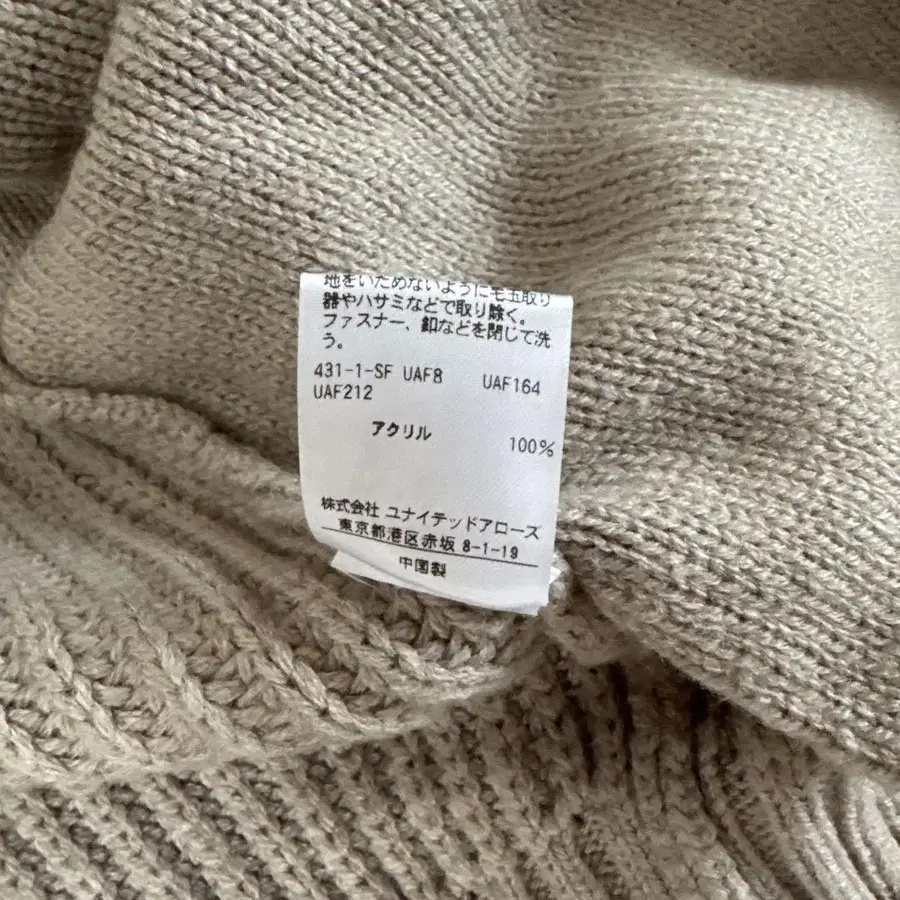 地をいためないように毛玉取り
器やハサミなどで取り除く。
ファスナー、釦などを閉じて洗
う。
431-1-SF UAF8 UAF164
UAF212
アクリル 100%
株式会社 ユナイテッドアローズ
東京都港区赤坂 8-1-19
中国製